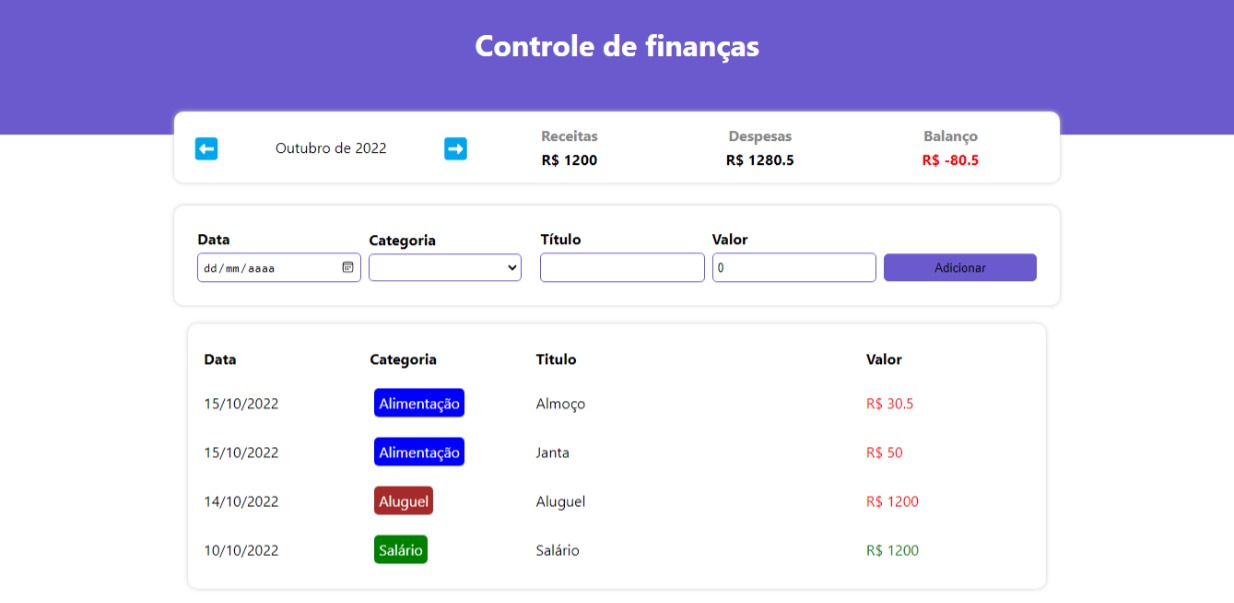 Controle de finanças
Outubro de 2022
Receitas Despesas Balanço
R$ 1200 R$ 1280.5 R$ -80.5
Data Categoria Título Valor
dd/mm/aaaa 0 Adicionar
Data Categoria Titulo Valor
15/10/2022 Alimentação Almoço R$ 30.5
15/10/2022 Alimentação Janta R$ 50
14/10/2022 Aluguel Aluguel R$ 1200
10/10/2022 Salário Salário R$ 1200